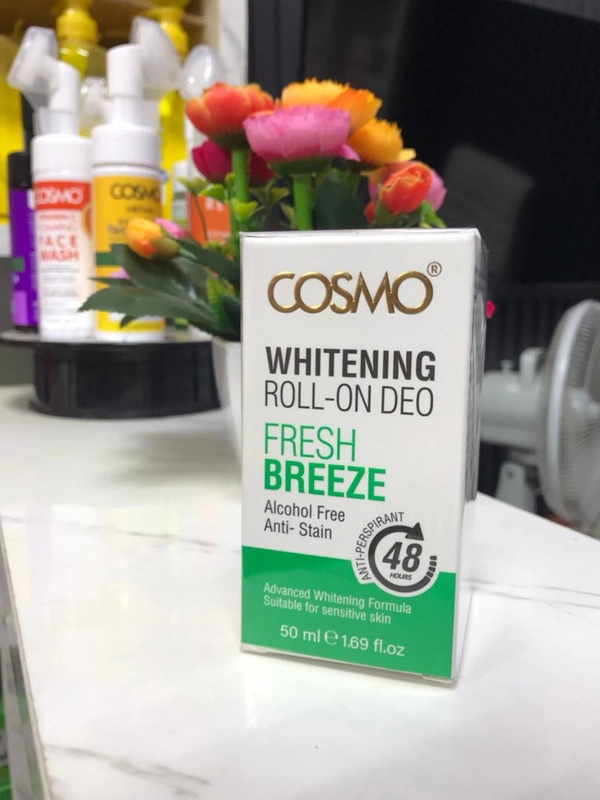 COSMO®
WHITENING
ROLL-ON DEO
FRESH
BREEZE
Alcohol Free
Anti- Stain
ANTI-PERSPIRANT
48
HOURS
Advanced Whitening Formula
Suitable for sensitive skin
50 ml ℮ 1.69 fl.oz
COSMO
FACE
WASH
COSMO